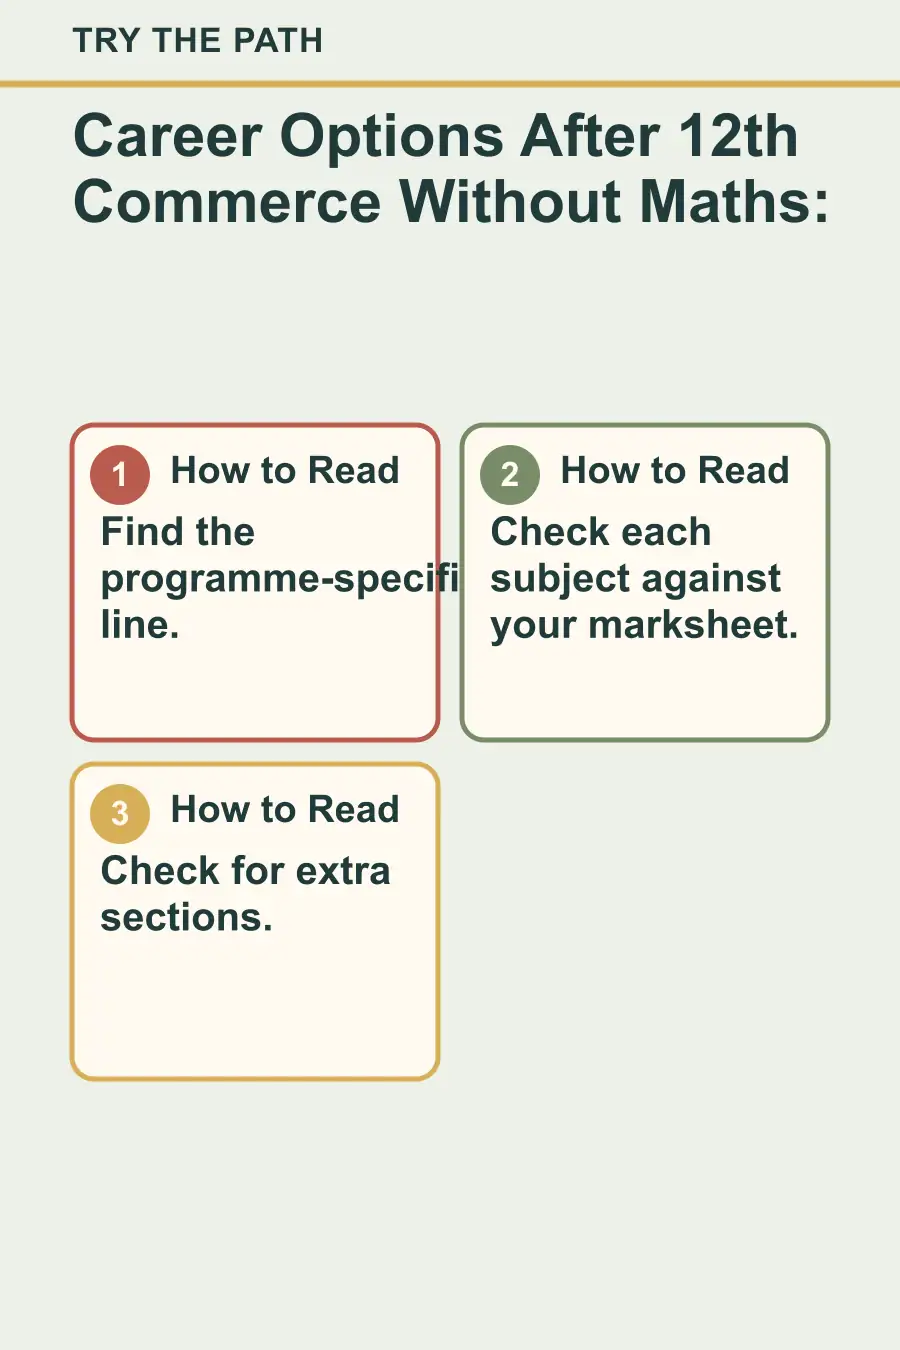 TRY THE PATH
Career Options After 12th
Commerce Without Maths:
1 How to Read
Find the
programme-specifi
line.
2 How to Read
Check each
subject against
your marksheet.
3 How to Read
Check for extra
sections.